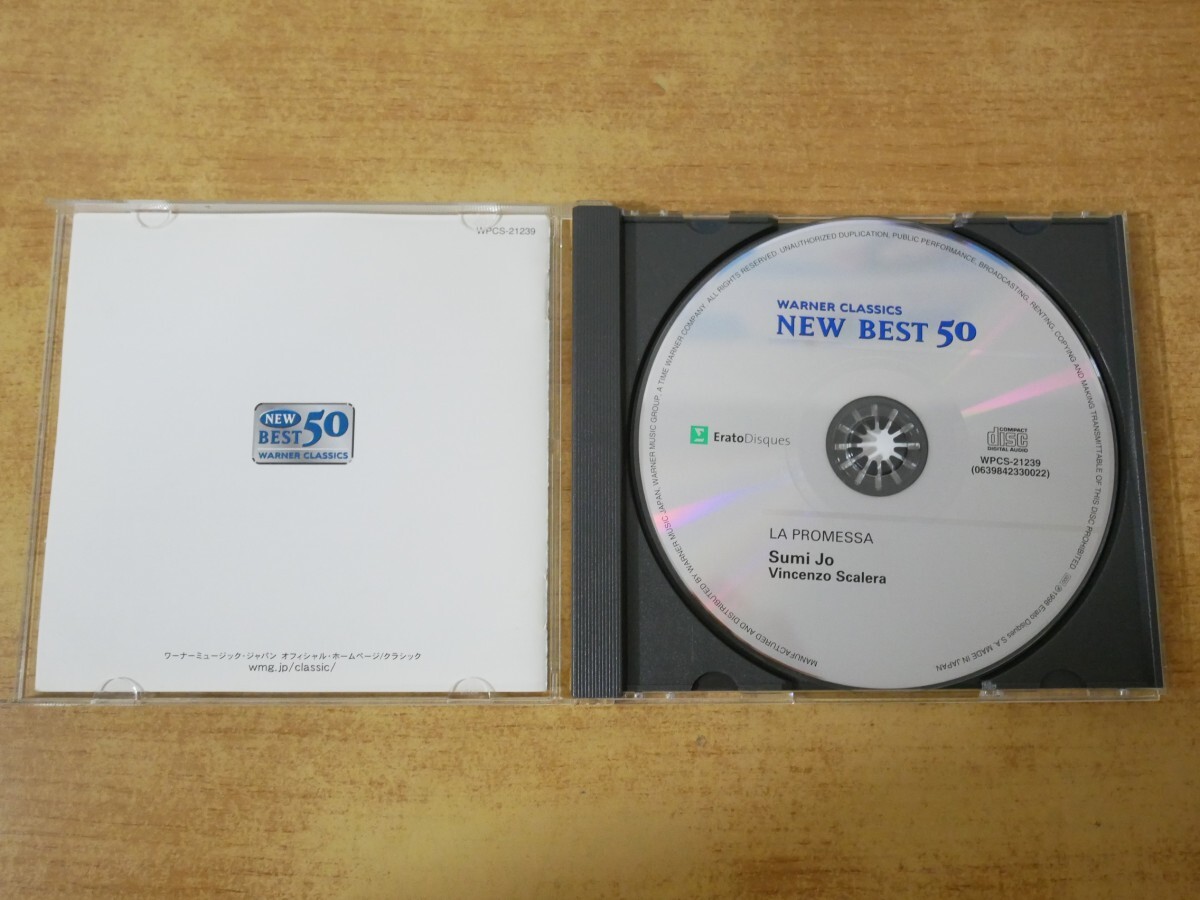 WPCS-21239
NEW
BEST 50
WARNER CLASSICS
ワーナーミュージック・ジャパン オフィシャル・ホームページ/クラシック
wmg.jp/classic/
WARNER CLASSICS
NEW BEST 50
EratoDisques
COMPACT
disc
DIGITAL AUDIO
WPCS-21239
(0639842330022)
LA PROMESSA
Sumi Jo
Vincenzo Scalera
MANUFACTURED AND DISTRIBUTED BY WARNER MUSIC JAPAN, WARNER MUSIC GROUP, A TIME WARNER COMPANY. ALL RIGHTS RESERVED. UNAUTHORIZED DUPLICATION, PUBLIC PERFORMANCE, BROADCASTING, RENTING, COPYING AND MAKING TRANSMITTABLE OF THIS DISC PROHIBITED. ℗1998 Erato Disques S.A. MADE IN JAPAN